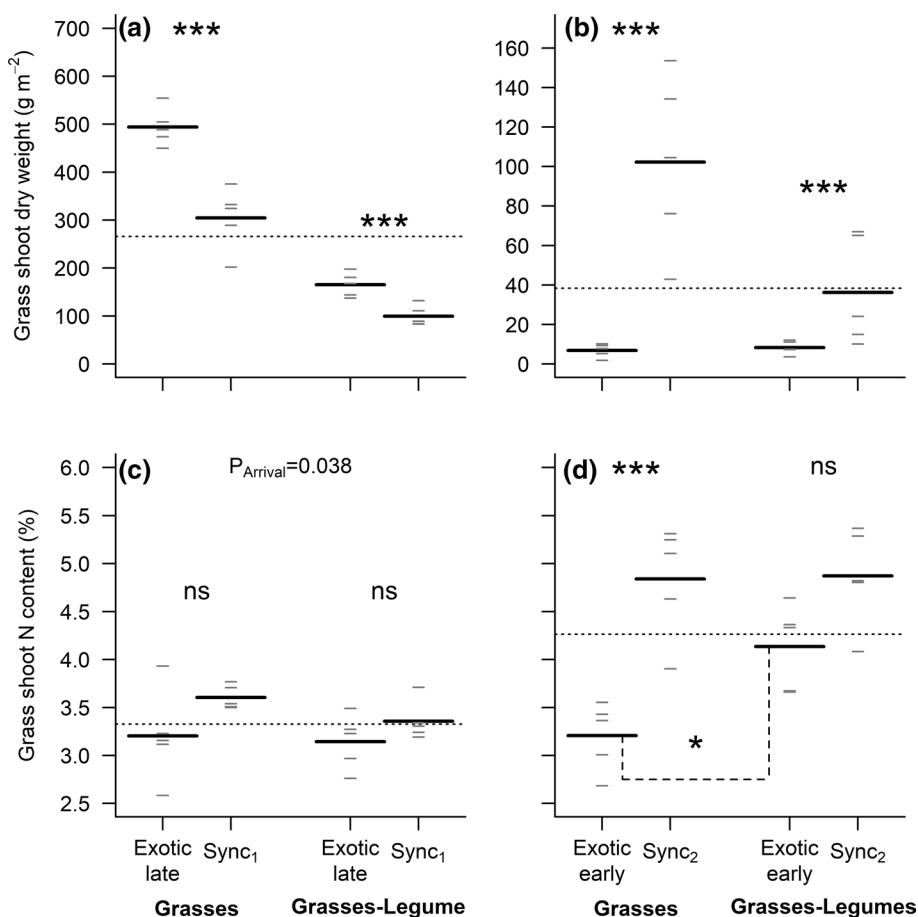 (a)
***
***
700
600
500
400
300
200
100
0
Grass shoot dry weight (g m⁻²)
(b)
***
***
160
140
120
100
80
60
40
20
0
(c)
P_Arrival=0.038
ns
ns
6.0
5.5
5.0
4.5
4.0
3.5
3.0
2.5
Grass shoot N content (%)
Exotic late
Sync₁
Exotic late
Sync₁
Grasses
Grasses-Legume
(d)
***
ns
*
Exotic early
Sync₂
Exotic early
Sync₂
Grasses
Grasses-Legumes